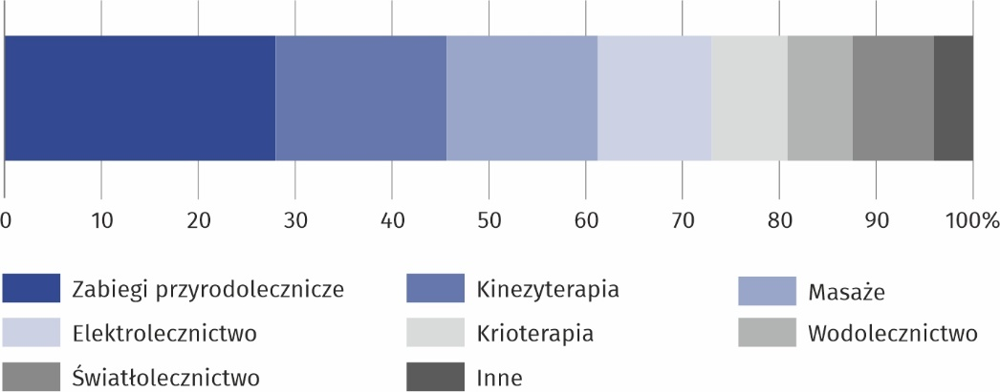 0 10 20 30 40 50 60 70 80 90 100%
Zabiegi przyrodolecznicze Kinezyterapia Masaże
Elektrolecznictwo Krioterapia Wodolecznictwo
Światłolecznictwo Inne